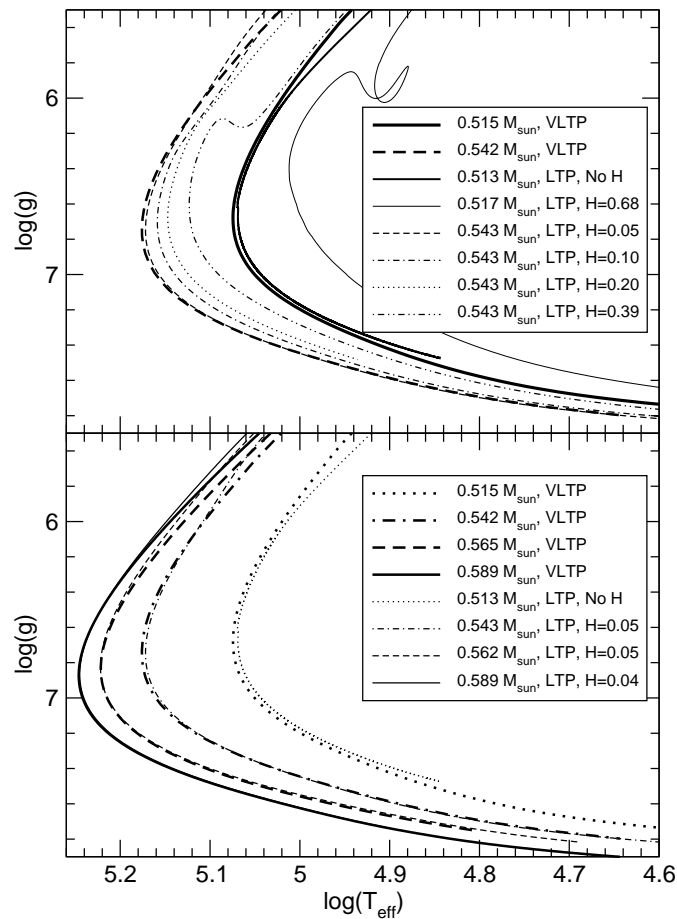 log(g)
6
7
0.515 M_sun, VLTP
0.542 M_sun, VLTP
0.513 M_sun, LTP, No H
0.517 M_sun, LTP, H=0.68
0.543 M_sun, LTP, H=0.05
0.543 M_sun, LTP, H=0.10
0.543 M_sun, LTP, H=0.20
0.543 M_sun, LTP, H=0.39
log(g)
6
7
0.515 M_sun, VLTP
0.542 M_sun, VLTP
0.565 M_sun, VLTP
0.589 M_sun, VLTP
0.513 M_sun, LTP, No H
0.543 M_sun, LTP, H=0.05
0.562 M_sun, LTP, H=0.05
0.589 M_sun, LTP, H=0.04
5.2 5.1 5 4.9 4.8 4.7 4.6
log(T_eff)